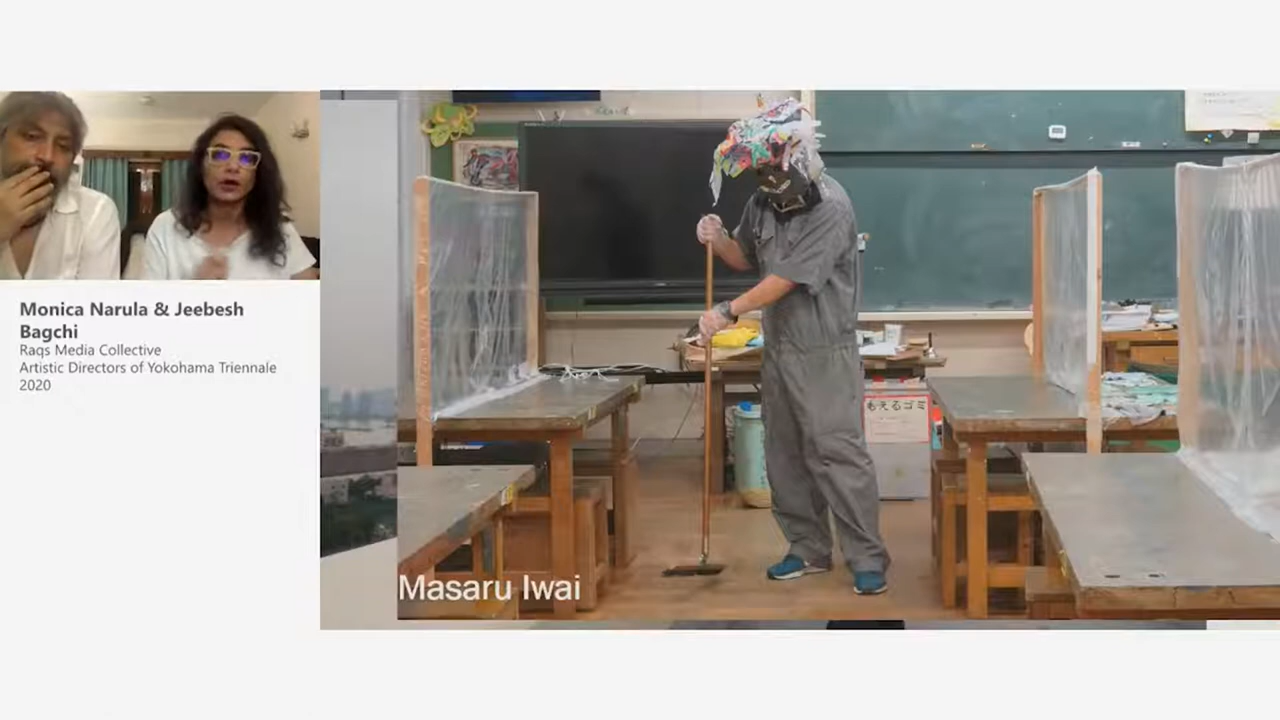 Monica Narula & Jeebesh
Bagchi
Raqs Media Collective
Artistic Directors of Yokohama Triennale
2020
もえるゴミ
Masaru Iwai